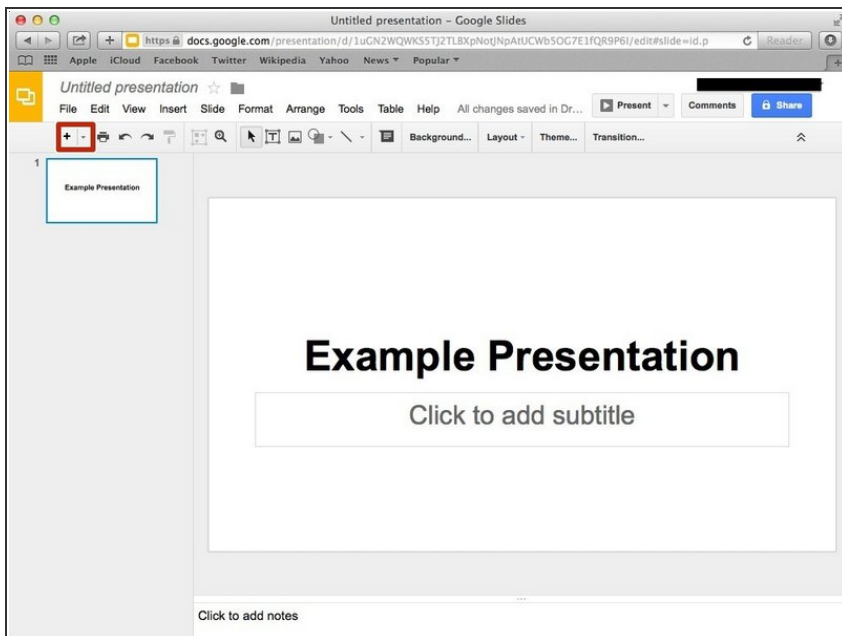 Untitled presentation – Google Slides
https docs.google.com/presentation/d/1uGN2WQWKS5TJ2TL8XpNotJNpAtUCWb5OG7E1fQR9P6I/edit#slide=id.p Reader
Apple iCloud Facebook Twitter Wikipedia Yahoo News Popular
Untitled presentation
File Edit View Insert Slide Format Arrange Tools Table Help All changes saved in Dr... Present Comments Share
Background... Layout Theme... Transition...
1
Example Presentation
Example Presentation
Click to add subtitle
Click to add notes